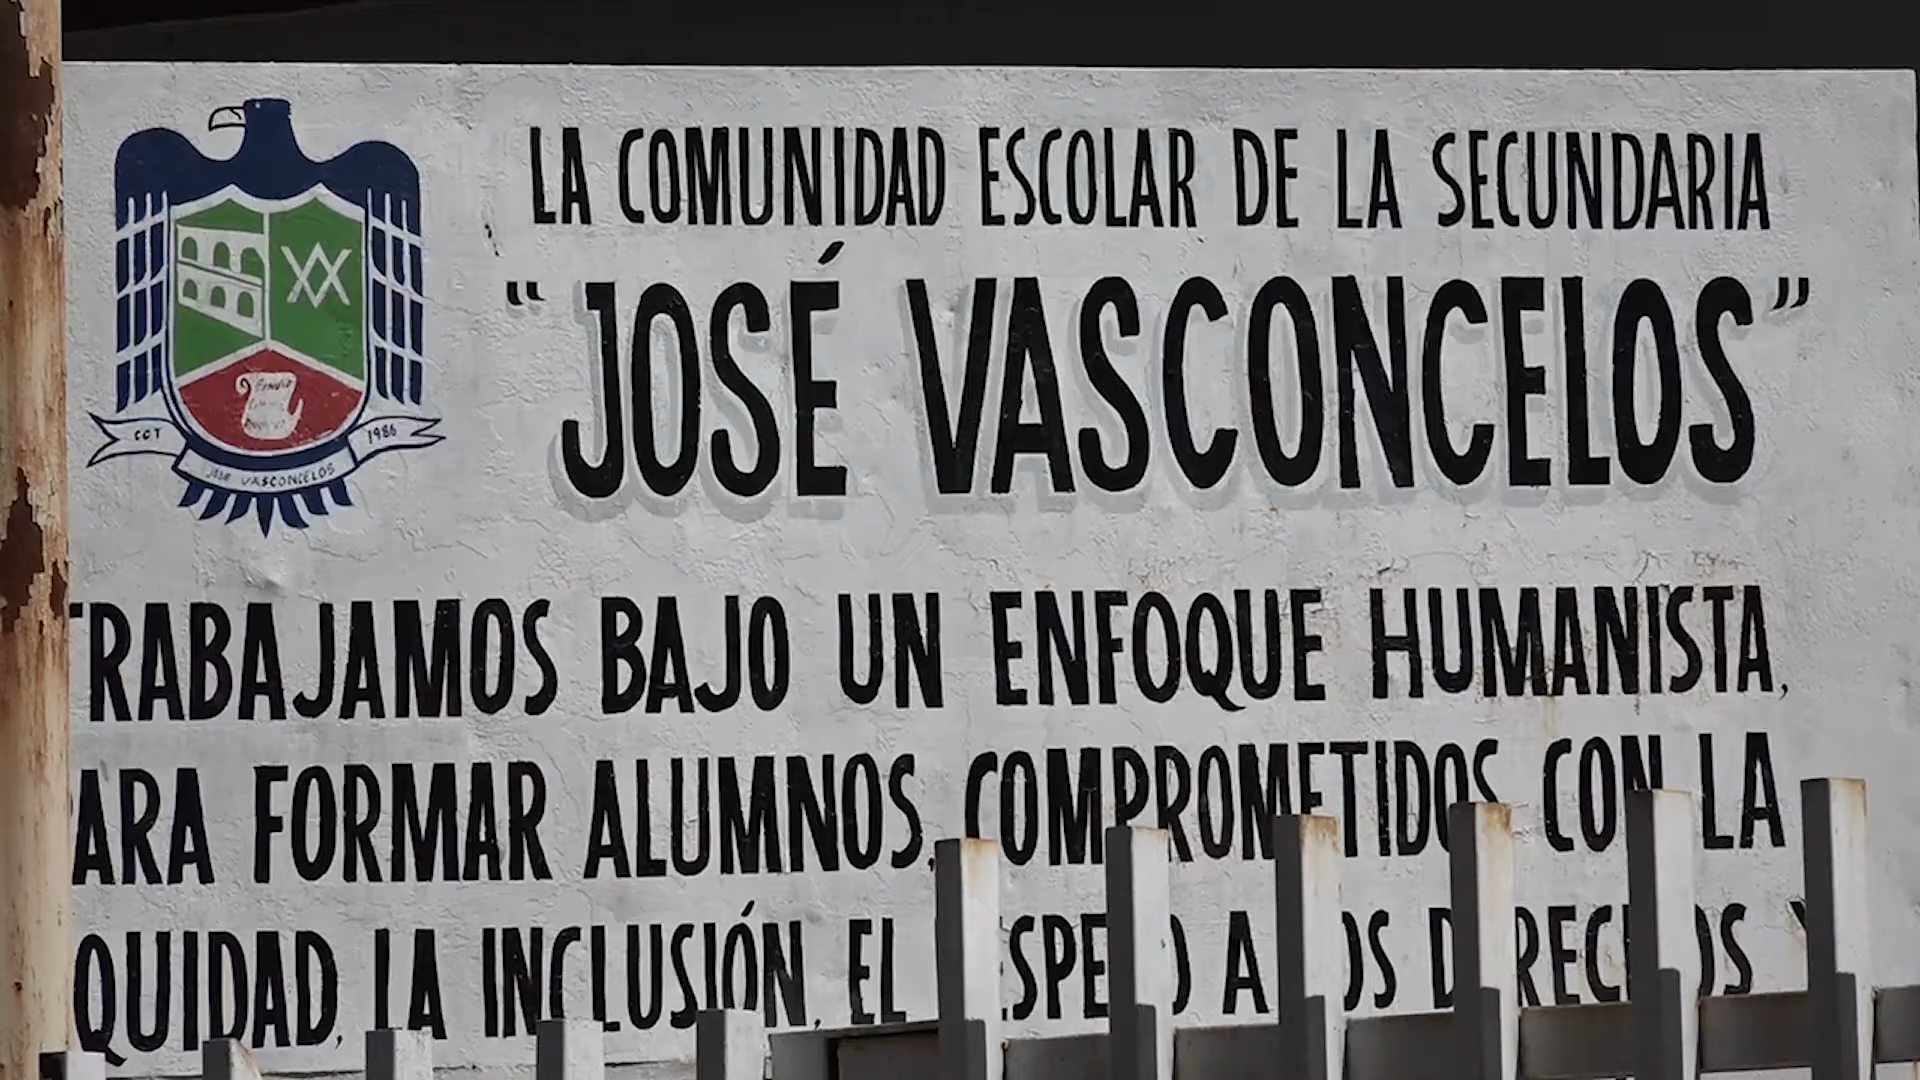 LA COMUNIDAD ESCOLAR DE LA SECUNDARIA
"JOSÉ VASCONCELOS"
CCT 1986
JOSE VASCONCELOS
TRABAJAMOS BAJO UN ENFOQUE HUMANISTA,
ARA FORMAR ALUMNOS, COMPROMETIDOS CON LA
QUIDAD, LA INCLUSIÓN, EL A